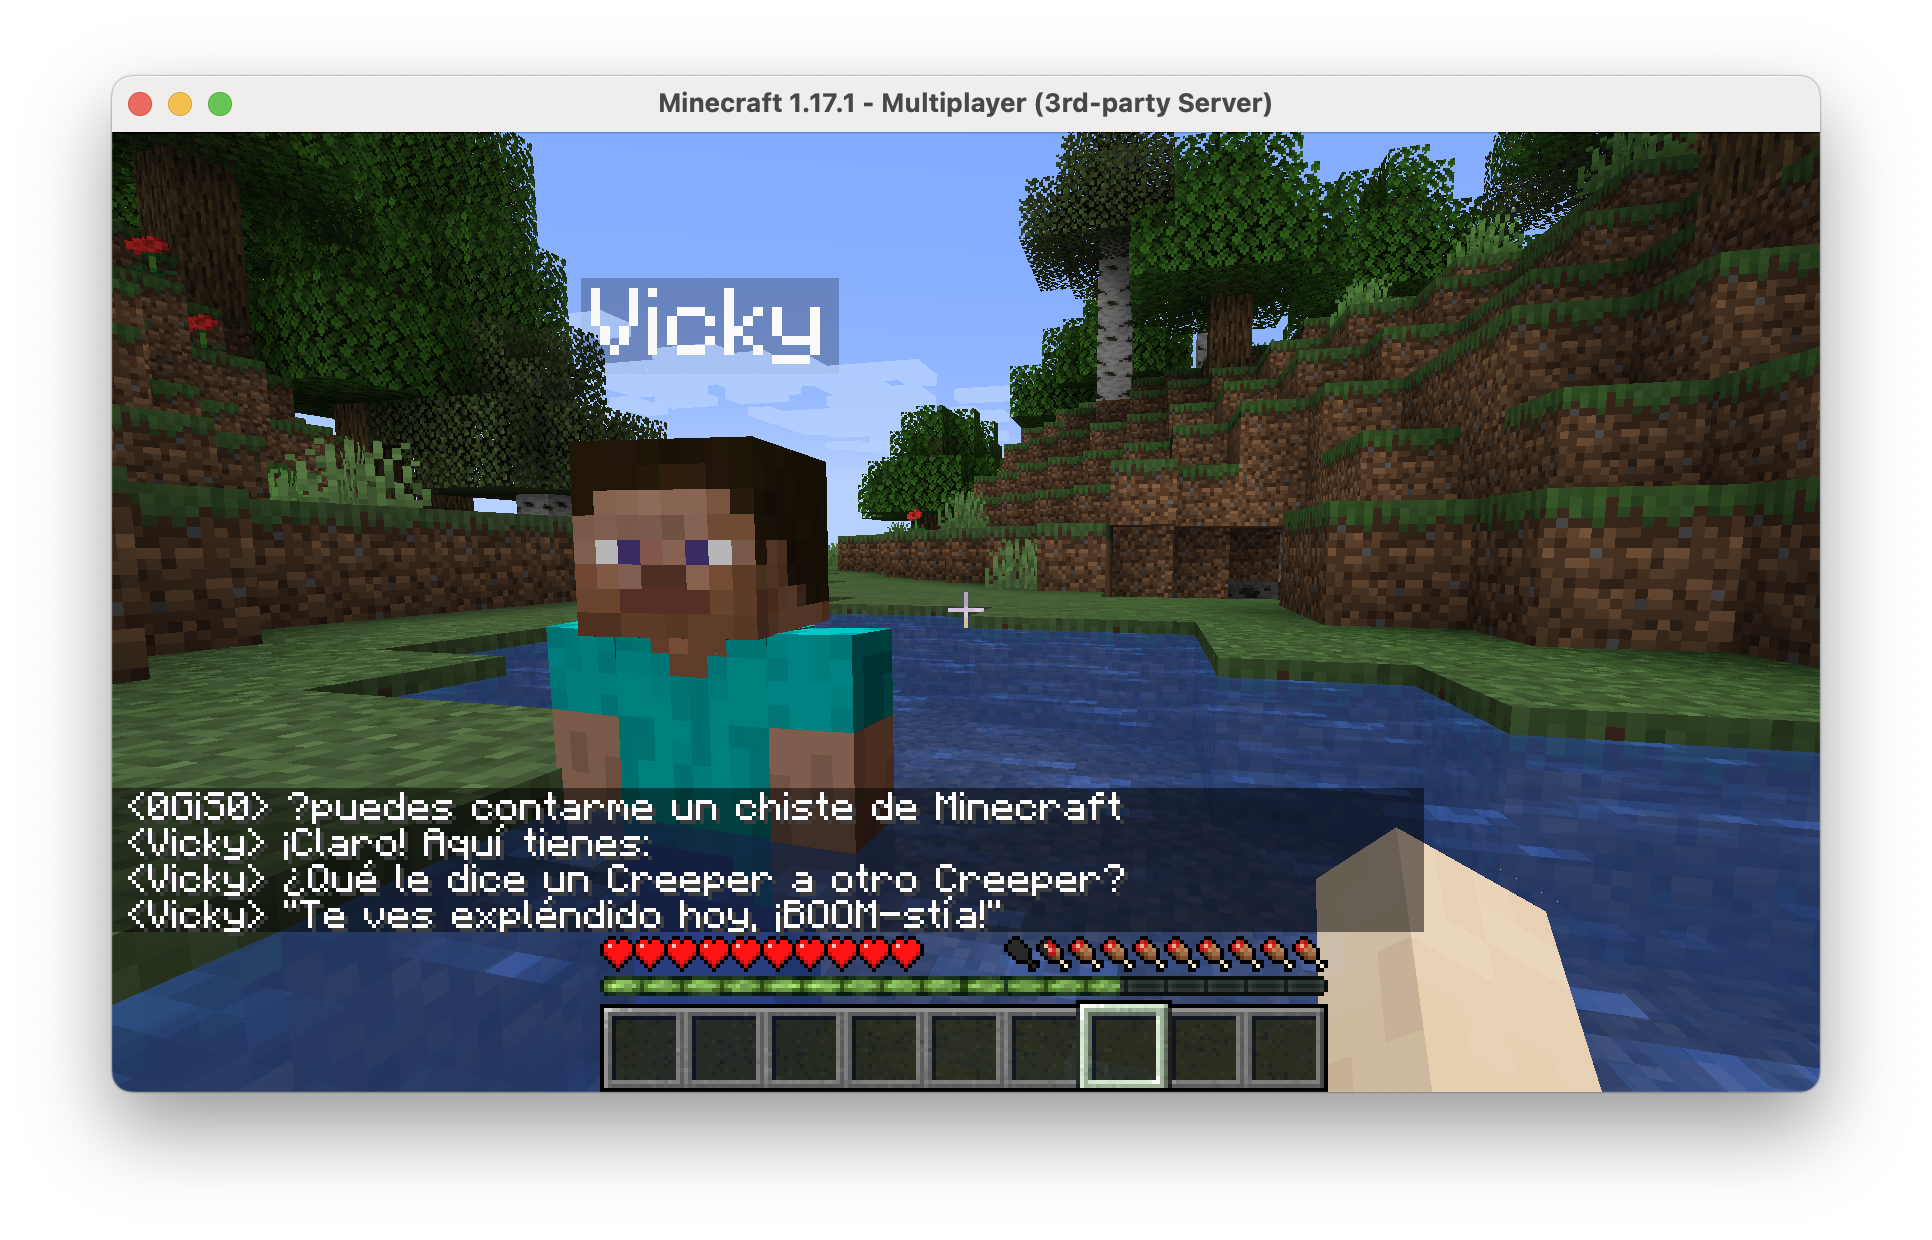 Minecraft 1.17.1 - Multiplayer (3rd-party Server)
Vicky
<0Gi50> ?puedes contarme un chiste de Minecraft
<Vicky> ¡Claro! Aquí tienes:
<Vicky> ¿Qué le dice un Creeper a otro Creeper?
<Vicky> "Te ves expléndido hoy, ¡BOOM-stía!"